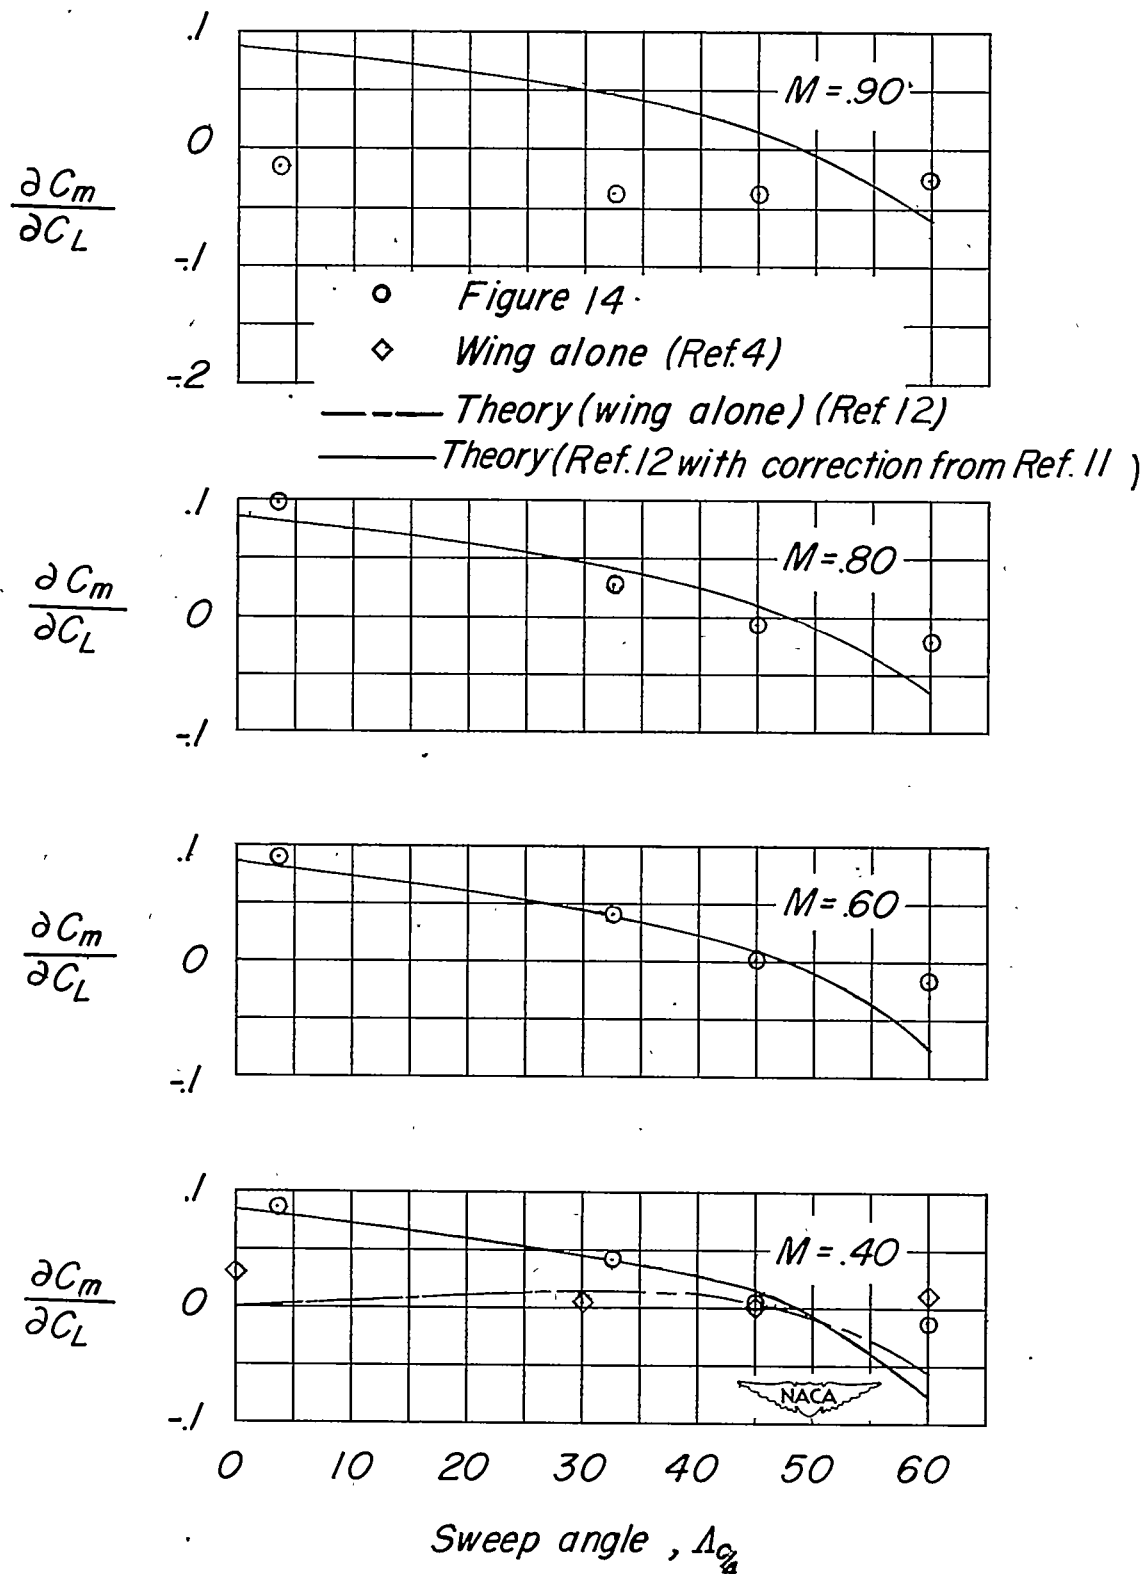 .1
M = .90
0
∂Cm
∂CL
-.1
Figure 14
Wing alone (Ref. 4)
-.2
Theory (wing alone) (Ref. 12)
Theory (Ref. 12 with correction from Ref. 11 )
.1
M = .80
∂Cm
∂CL
0
-.1
.1
M = .60
∂Cm
∂CL
0
-.1
.1
M = .40
∂Cm
∂CL
0
NACA
-.1
0 10 20 30 40 50 60
Sweep angle , Λc/4